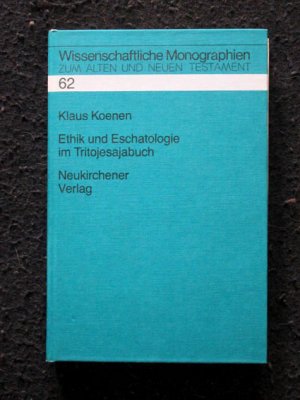 Wissenschaftliche Monographien
ZUM ALTEN UND NEUEN TESTAMENT
62
Klaus Koenen
Ethik und Eschatologie
im Tritojesajabuch
Neukirchener
Verlag